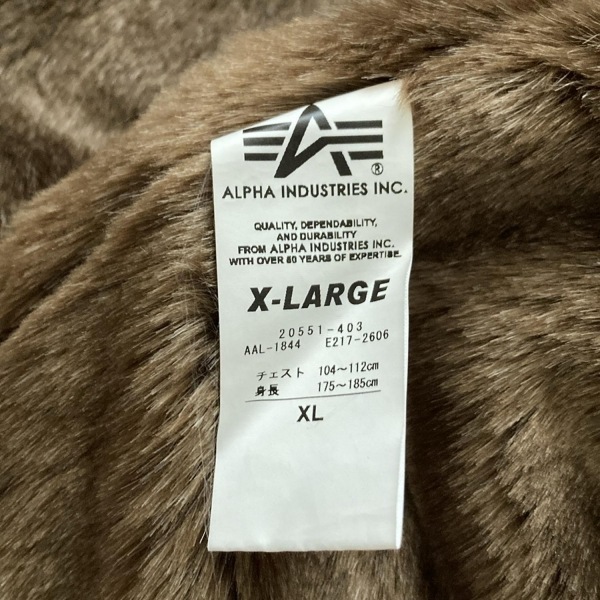 ®
ALPHA INDUSTRIES INC.
QUALITY, DEPENDABILITY,
AND DURABILITY
FROM ALPHA INDUSTRIES INC.
WITH OVER 50 YEARS OF EXPERTISE.
X-LARGE
20551-403
AAL-1844 E217-2606
チェスト 104〜112cm
身長 175〜185cm
XL